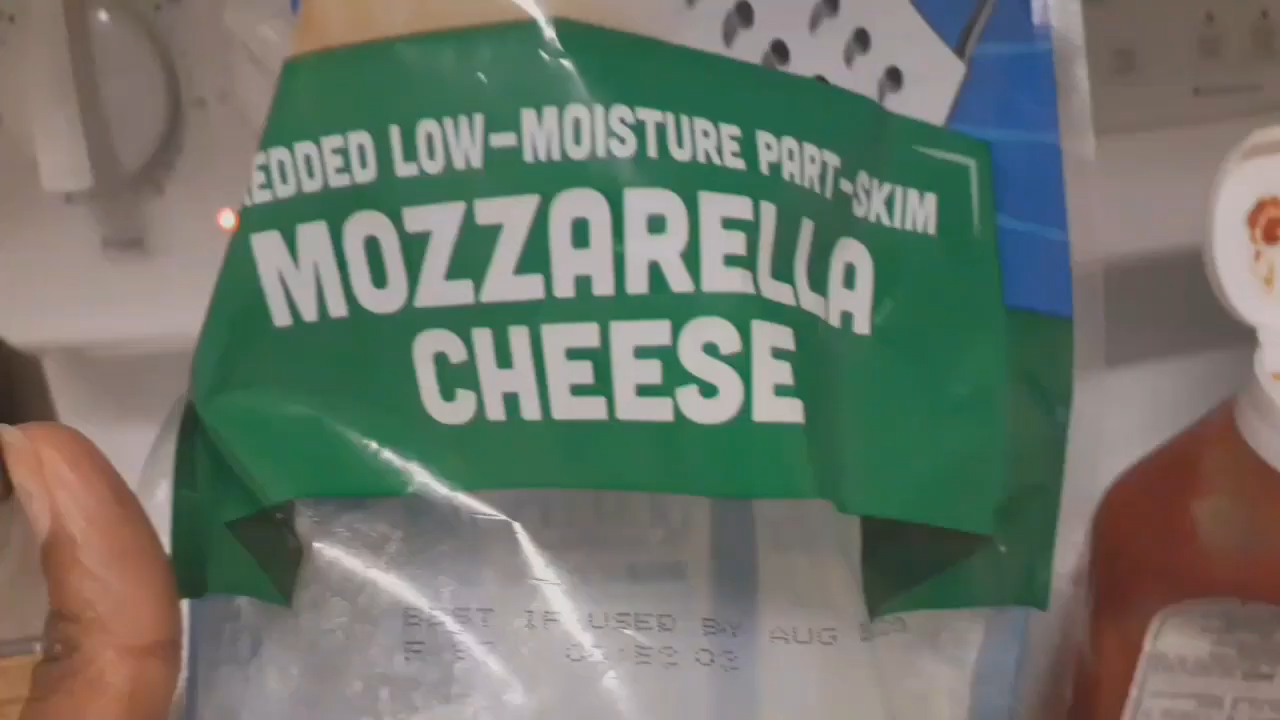 EDDED LOW-MOISTURE PART-SKIM
MOZZARELLA
CHEESE
BEST IF USED BY AUG